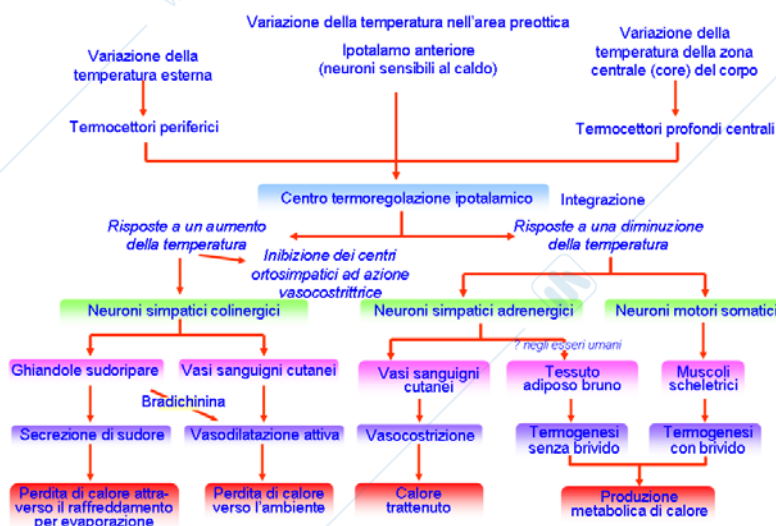 Variazione della temperatura nell'area preottica
Ipotalamo anteriore
(neuroni sensibili al caldo)
Variazione della
temperatura esterna
Variazione della
temperatura della zona
centrale (core) del corpo
Termocettori periferici
Termocettori profondi centrali
Centro termoregolazione ipotalamico
Integrazione
Risposte a un aumento
della temperatura
Inibizione dei centri
ortosimpatici ad azione
vasocostrittrice
Risposte a una diminuzione
della temperatura
Neuroni simpatici colinergici
Neuroni simpatici adrenergici
Neuroni motori somatici
? negli esseri umani
Ghiandole sudoripare
Vasi sanguigni cutanei
Vasi sanguigni
cutanei
Tessuto
adiposo bruno
Muscoli
scheletrici
Bradichinina
Secrezione di sudore
Vasodilatazione attiva
Vasocostrizione
Termogenesi
senza brivido
Termogenesi
con brivido
Perdita di calore attra-
verso il raffreddamento
per evaporazione
Perdita di calore
verso l'ambiente
Calore
trattenuto
Produzione
metabolica di calore